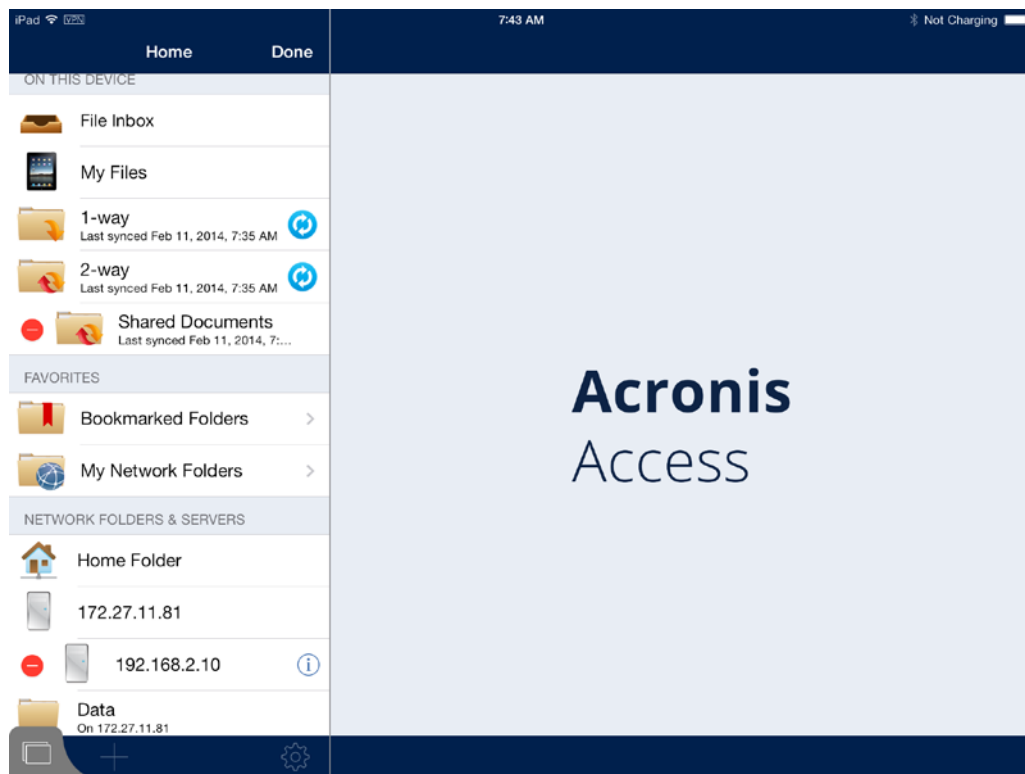 iPad VPN 7:43 AM Not Charging
Home Done
ON THIS DEVICE
File Inbox
My Files
1-way
Last synced Feb 11, 2014, 7:35 AM
2-way
Last synced Feb 11, 2014, 7:35 AM
Shared Documents
Last synced Feb 11, 2014, 7:...
FAVORITES
Bookmarked Folders
My Network Folders
NETWORK FOLDERS & SERVERS
Home Folder
172.27.11.81
192.168.2.10
Data
On 172.27.11.81
Acronis
Access